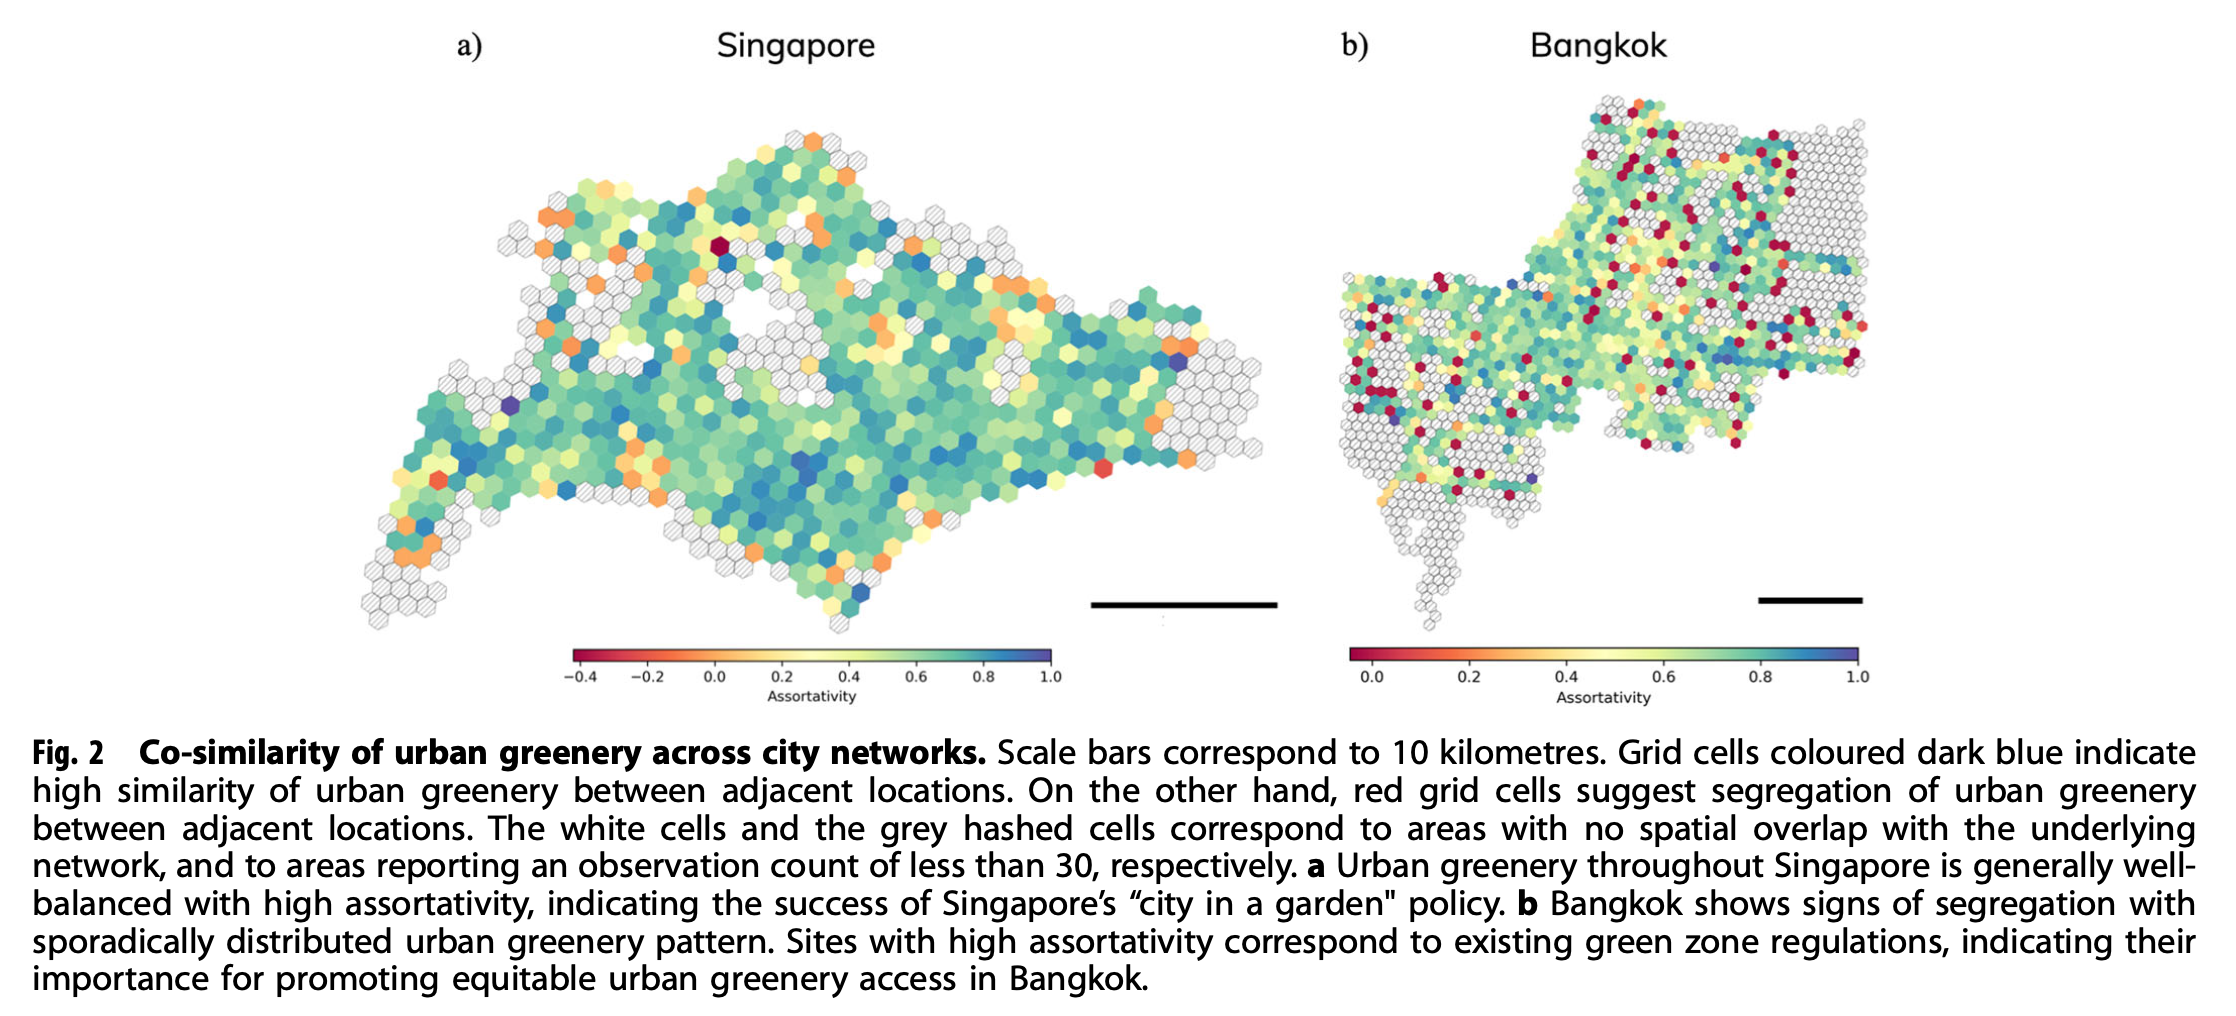 a)
Singapore
b)
Bangkok
−0.4 −0.2 0.0 0.2 0.4 0.6 0.8 1.0
Assortativity
0.0 0.2 0.4 0.6 0.8 1.0
Assortativity
Fig. 2 Co-similarity of urban greenery across city networks. Scale bars correspond to 10 kilometres. Grid cells coloured dark blue indicate
high similarity of urban greenery between adjacent locations. On the other hand, red grid cells suggest segregation of urban greenery
between adjacent locations. The white cells and the grey hashed cells correspond to areas with no spatial overlap with the underlying
network, and to areas reporting an observation count of less than 30, respectively. a Urban greenery throughout Singapore is generally well-
balanced with high assortativity, indicating the success of Singapore’s “city in a garden" policy. b Bangkok shows signs of segregation with
sporadically distributed urban greenery pattern. Sites with high assortativity correspond to existing green zone regulations, indicating their
importance for promoting equitable urban greenery access in Bangkok.